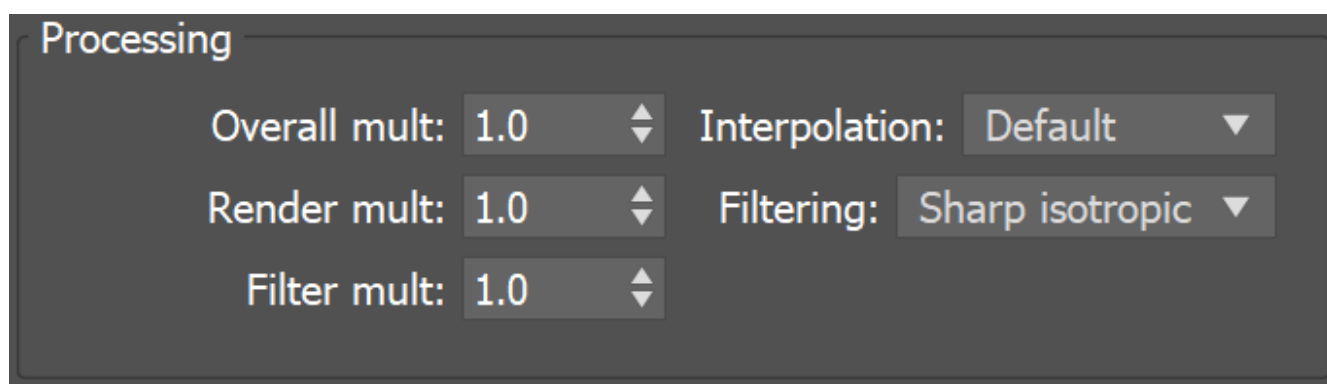 Processing
Overall mult: 1.0 Interpolation: Default
Render mult: 1.0 Filtering: Sharp isotropic
Filter mult: 1.0